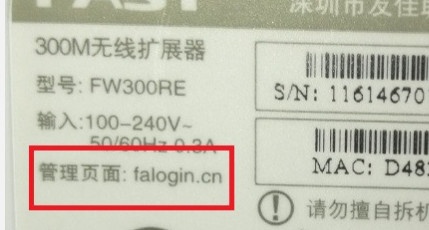 FAST
深圳市友佳
300M无线扩展器
型号: FW300RE
S/N: 116146701
输入:100-240V~
50/60Hz 0.3A
管理页面: falogin.cn
MAC: D48
请勿擅自拆机